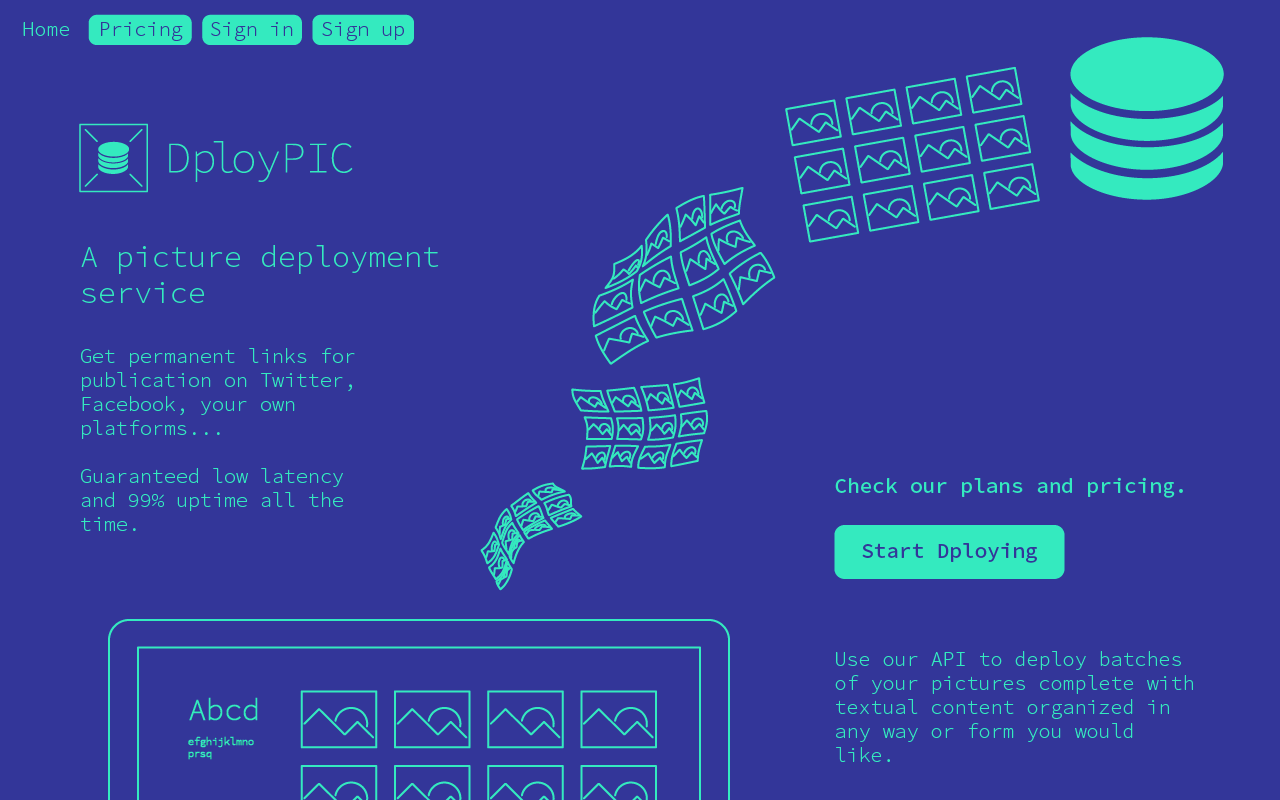 Home Pricing Sign in Sign up
DployPIC
A picture deployment
service
Get permanent links for
publication on Twitter,
Facebook, your own
platforms...
Guaranteed low latency
and 99% uptime all the
time.
Check our plans and pricing.
Start Dploying
Use our API to deploy batches
of your pictures complete with
textual content organized in
any way or form you would
like.
Abcd
efghijklmno
prsq